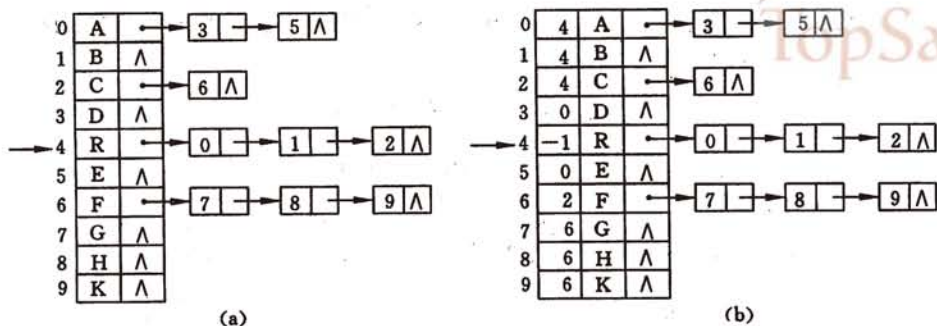 0 A 3 5 ∧
1 B ∧
2 C 6 ∧
3 D ∧
4 R 0 1 2 ∧
5 E ∧
6 F 7 8 9 ∧
7 G ∧
8 H ∧
9 K ∧
(a)
0 4 A 3 5 ∧
1 4 B ∧
2 4 C 6 ∧
3 0 D ∧
4 -1 R 0 1 2 ∧
5 0 E ∧
6 2 F 7 8 9 ∧
7 6 G ∧
8 6 H ∧
9 6 K ∧
(b)
TopSa